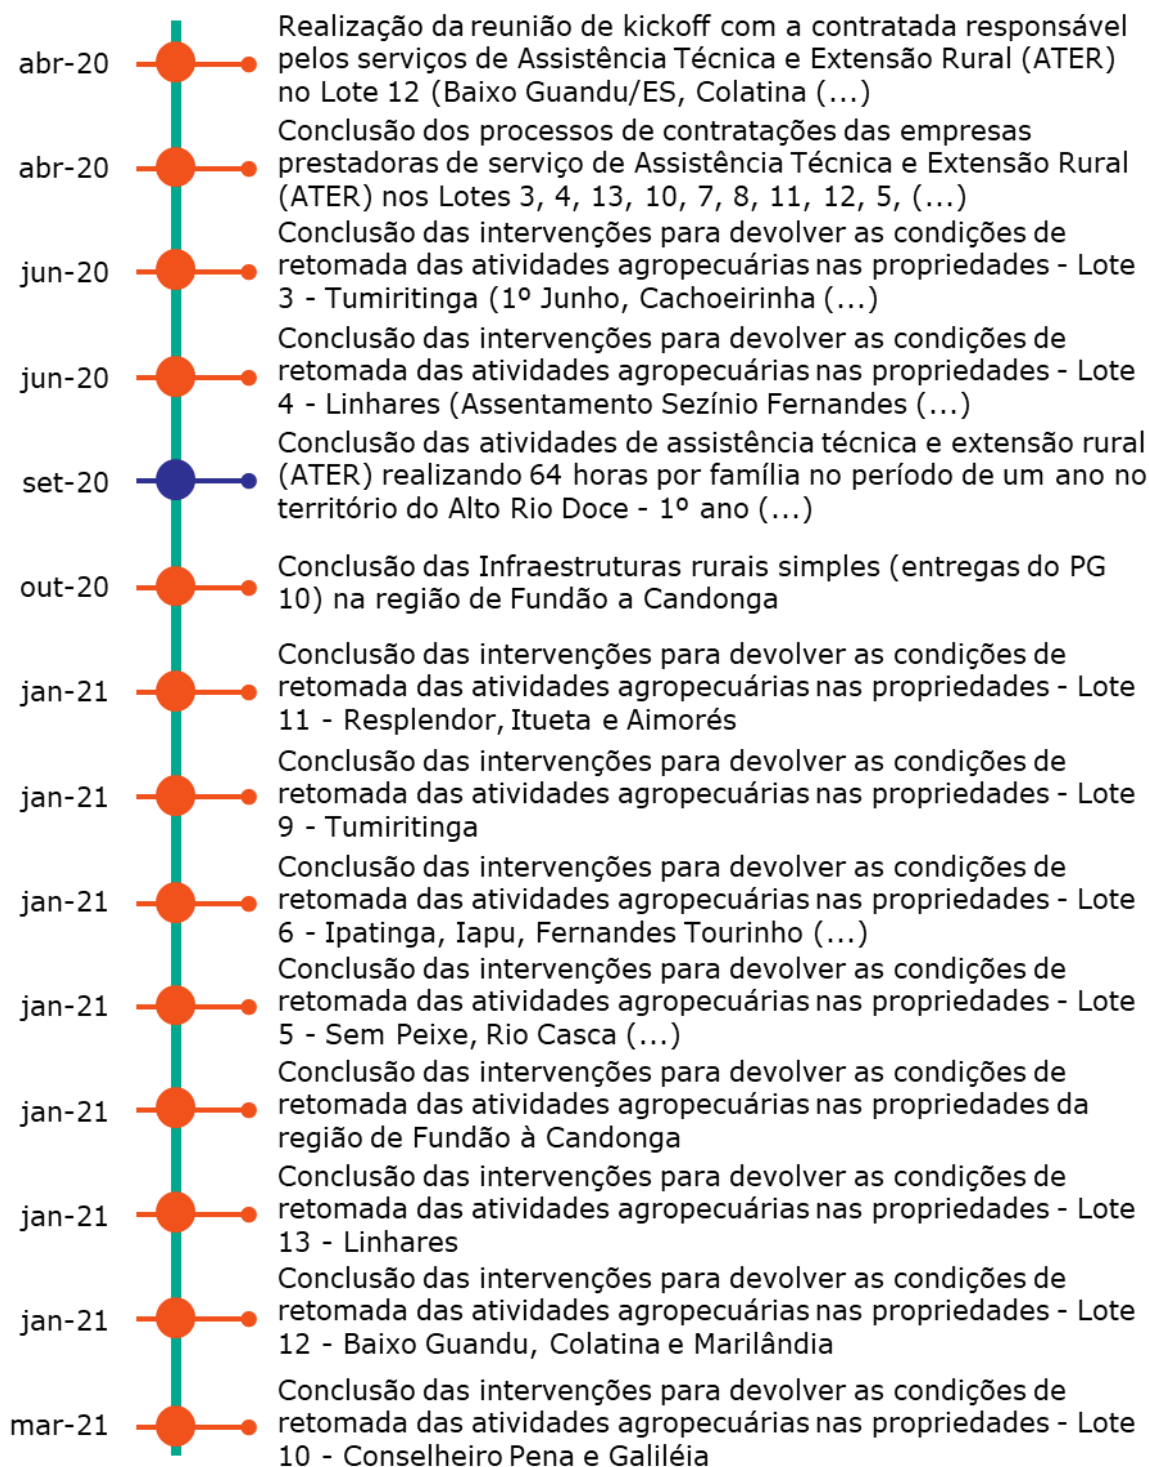 abr-20
Realização da reunião de kickoff com a contratada responsável
pelos serviços de Assistência Técnica e Extensão Rural (ATER)
no Lote 12 (Baixo Guandu/ES, Colatina (...)
abr-20
Conclusão dos processos de contratações das empresas
prestadoras de serviço de Assistência Técnica e Extensão Rural
(ATER) nos Lotes 3, 4, 13, 10, 7, 8, 11, 12, 5, (...)
jun-20
Conclusão das intervenções para devolver as condições de
retomada das atividades agropecuárias nas propriedades - Lote
3 - Tumiritinga (1º Junho, Cachoeirinha (...)
jun-20
Conclusão das intervenções para devolver as condições de
retomada das atividades agropecuárias nas propriedades - Lote
4 - Linhares (Assentamento Sezínio Fernandes (...)
set-20
Conclusão das atividades de assistência técnica e extensão rural
(ATER) realizando 64 horas por família no período de um ano no
território do Alto Rio Doce - 1º ano (...)
out-20
Conclusão das Infraestruturas rurais simples (entregas do PG
10) na região de Fundão a Candonga
jan-21
Conclusão das intervenções para devolver as condições de
retomada das atividades agropecuárias nas propriedades - Lote
11 - Resplendor, Itueta e Aimorés
jan-21
Conclusão das intervenções para devolver as condições de
retomada das atividades agropecuárias nas propriedades - Lote
9 - Tumiritinga
jan-21
Conclusão das intervenções para devolver as condições de
retomada das atividades agropecuárias nas propriedades - Lote
6 - Ipatinga, Iapu, Fernandes Tourinho (...)
jan-21
Conclusão das intervenções para devolver as condições de
retomada das atividades agropecuárias nas propriedades - Lote
5 - Sem Peixe, Rio Casca (...)
jan-21
Conclusão das intervenções para devolver as condições de
retomada das atividades agropecuárias nas propriedades da
região de Fundão à Candonga
jan-21
Conclusão das intervenções para devolver as condições de
retomada das atividades agropecuárias nas propriedades - Lote
13 - Linhares
jan-21
Conclusão das intervenções para devolver as condições de
retomada das atividades agropecuárias nas propriedades - Lote
12 - Baixo Guandu, Colatina e Marilândia
mar-21
Conclusão das intervenções para devolver as condições de
retomada das atividades agropecuárias nas propriedades - Lote
10 - Conselheiro Pena e Galiléia